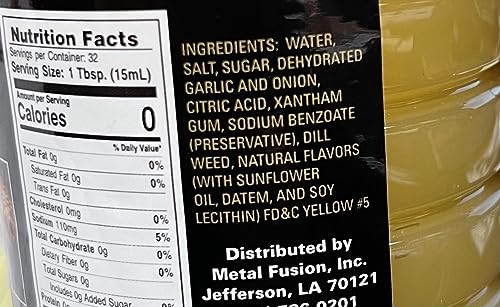 Nutrition Facts
Servings per Container: 32
Serving Size: 1 Tbsp. (15mL)
Amount per Serving
Calories 0
% Daily Value*
Total Fat 0g 0%
Saturated Fat 0g 0%
Trans Fat 0g
Cholesterol 0mg 0%
Sodium 110mg 5%
Total Carbohydrate 0g 0%
Dietary Fiber 0g 0%
Total Sugars 0g
Includes 0g Added Sugar 0%
Protein 0g
INGREDIENTS: WATER,
SALT, SUGAR, DEHYDRATED
GARLIC AND ONION,
CITRIC ACID, XANTHAM
GUM, SODIUM BENZOATE
(PRESERVATIVE), DILL
WEED, NATURAL FLAVORS
(WITH SUNFLOWER
OIL, DATEM, AND SOY
LECITHIN) FD&C YELLOW #5
Distributed by
Metal Fusion, Inc.
Jefferson, LA 70121